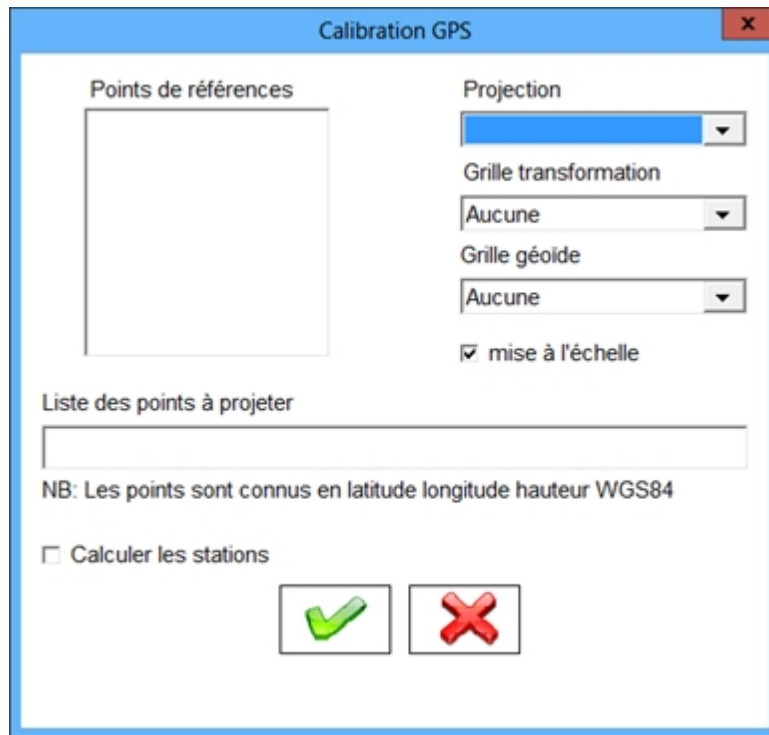 Calibration GPS
x
Points de références
Projection
Grille transformation
Aucune
Grille géoïde
Aucune
mise à l'échelle
Liste des points à projeter
NB: Les points sont connus en latitude longitude hauteur WGS84
Calculer les stations